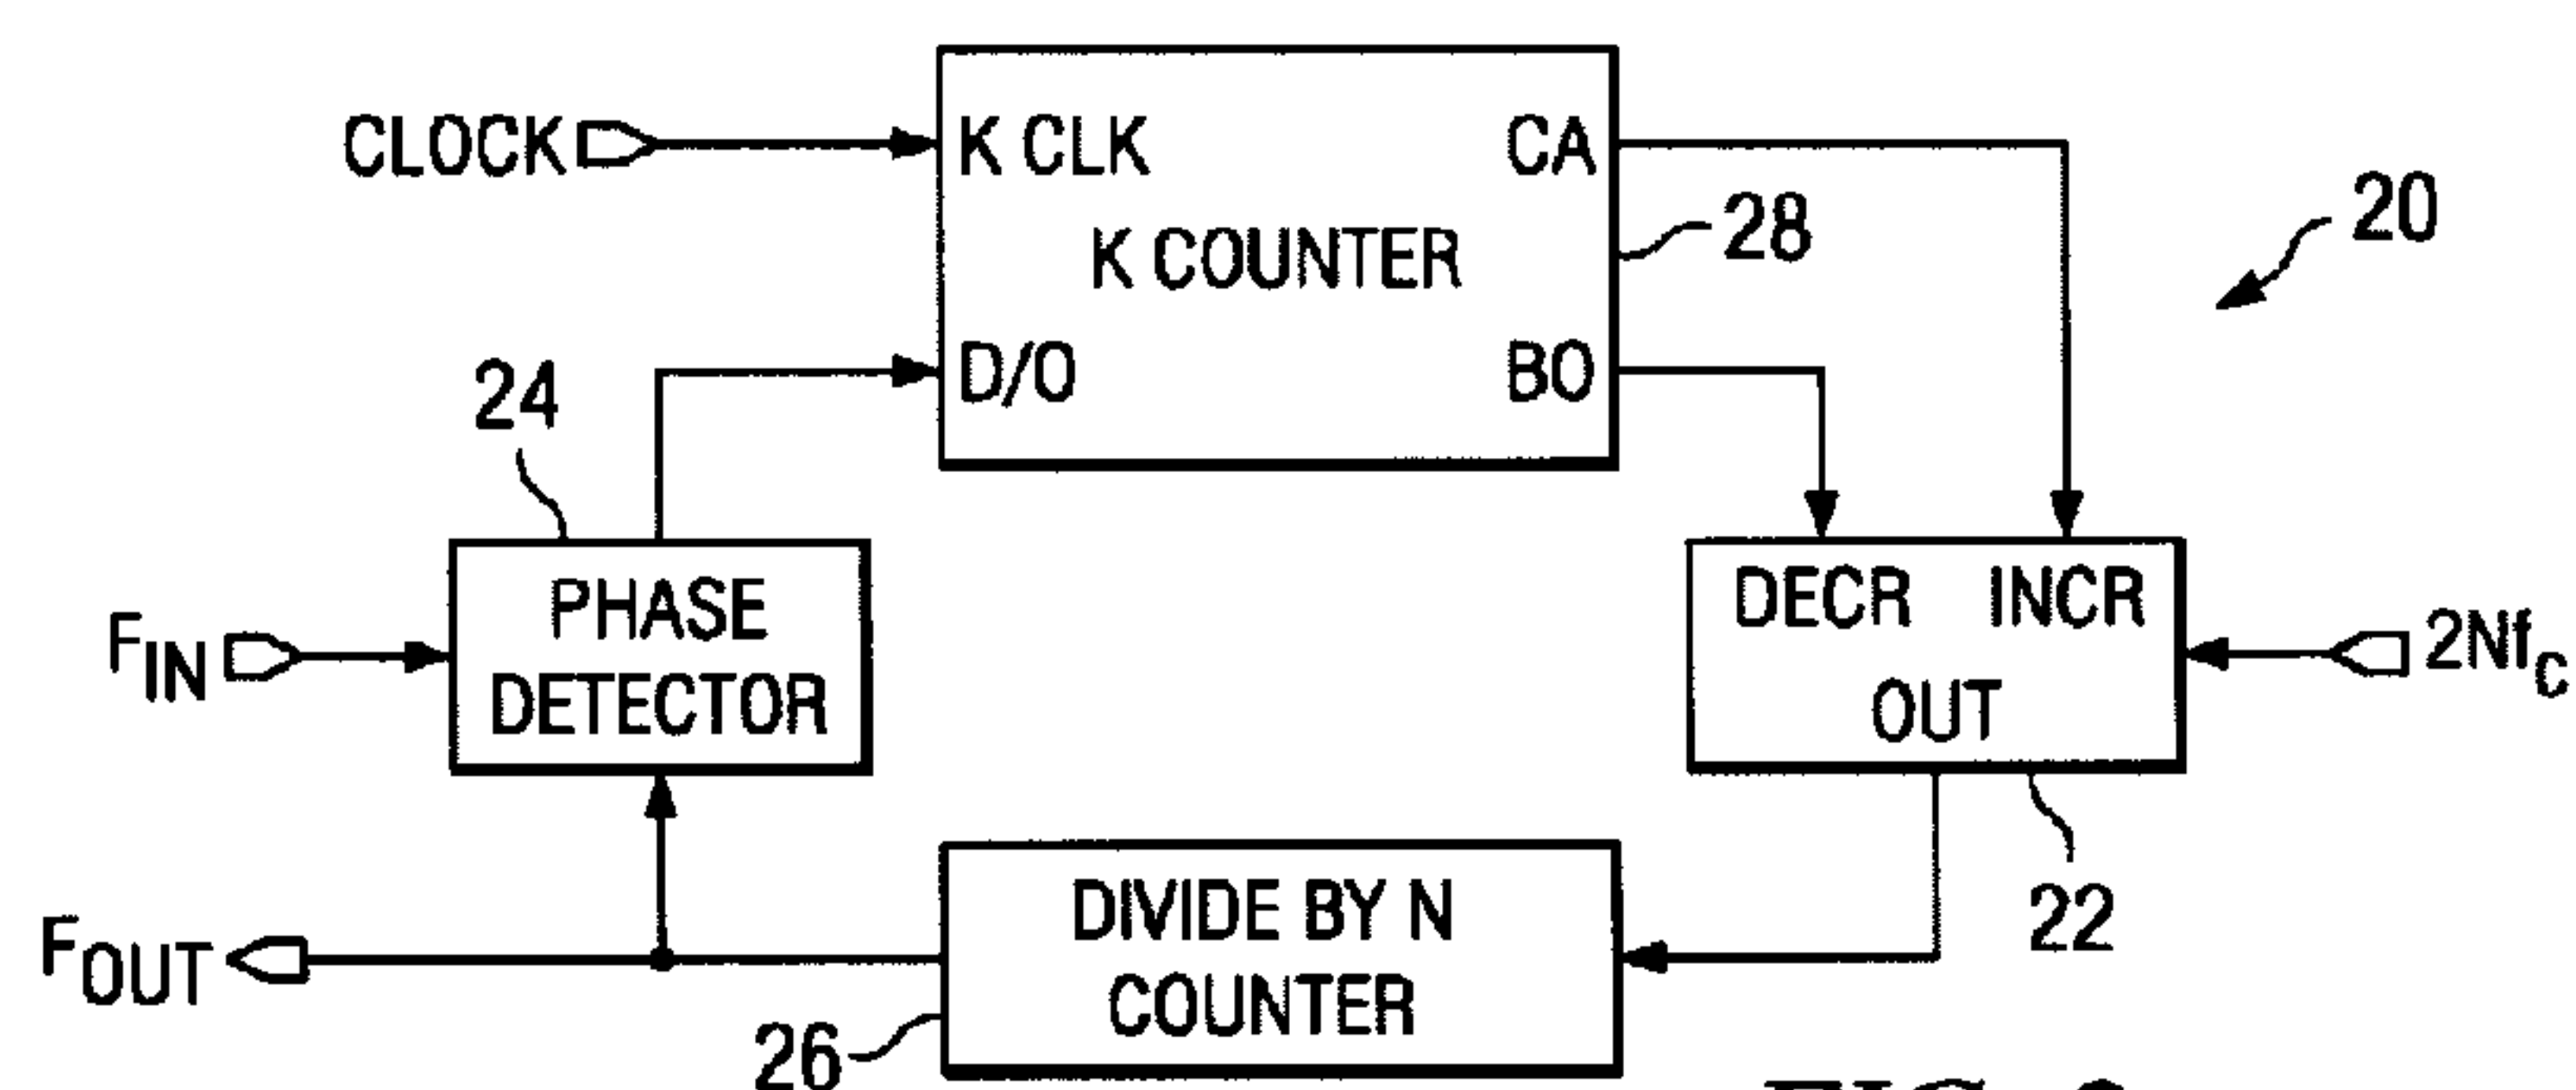 CLOCK
K CLK
CA
K COUNTER
28
20
D/O
BO
24
PHASE
DETECTOR
F_IN
DECR INCR
OUT
2Nf_C
22
DIVIDE BY N
COUNTER
F_OUT
26